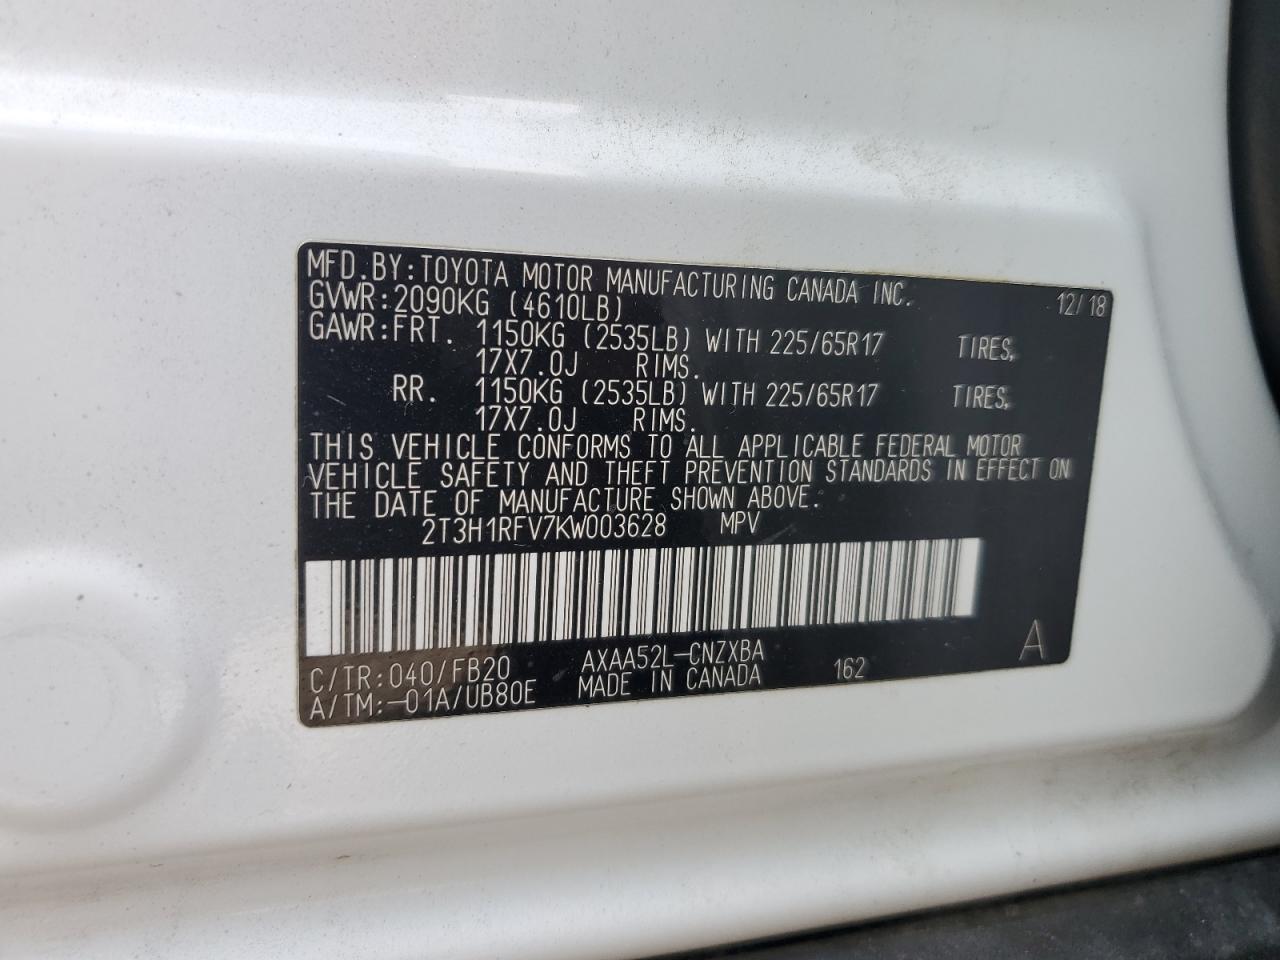 MFD.BY:TOYOTA MOTOR MANUFACTURING CANADA INC. 12/18
GVWR:2090KG (4610LB)
GAWR:FRT. 1150KG (2535LB) WITH 225/65R17 TIRES,
17X7.0J RIMS.
RR. 1150KG (2535LB) WITH 225/65R17 TIRES,
17X7.0J RIMS.
THIS VEHICLE CONFORMS TO ALL APPLICABLE FEDERAL MOTOR
VEHICLE SAFETY AND THEFT PREVENTION STANDARDS IN EFFECT ON
THE DATE OF MANUFACTURE SHOWN ABOVE.
2T3H1RFV7KW003628 MPV
C/TR:040/FB20 AXAA52L-CNZXBA 162 A
A/TM:-01A/UB80E MADE IN CANADA